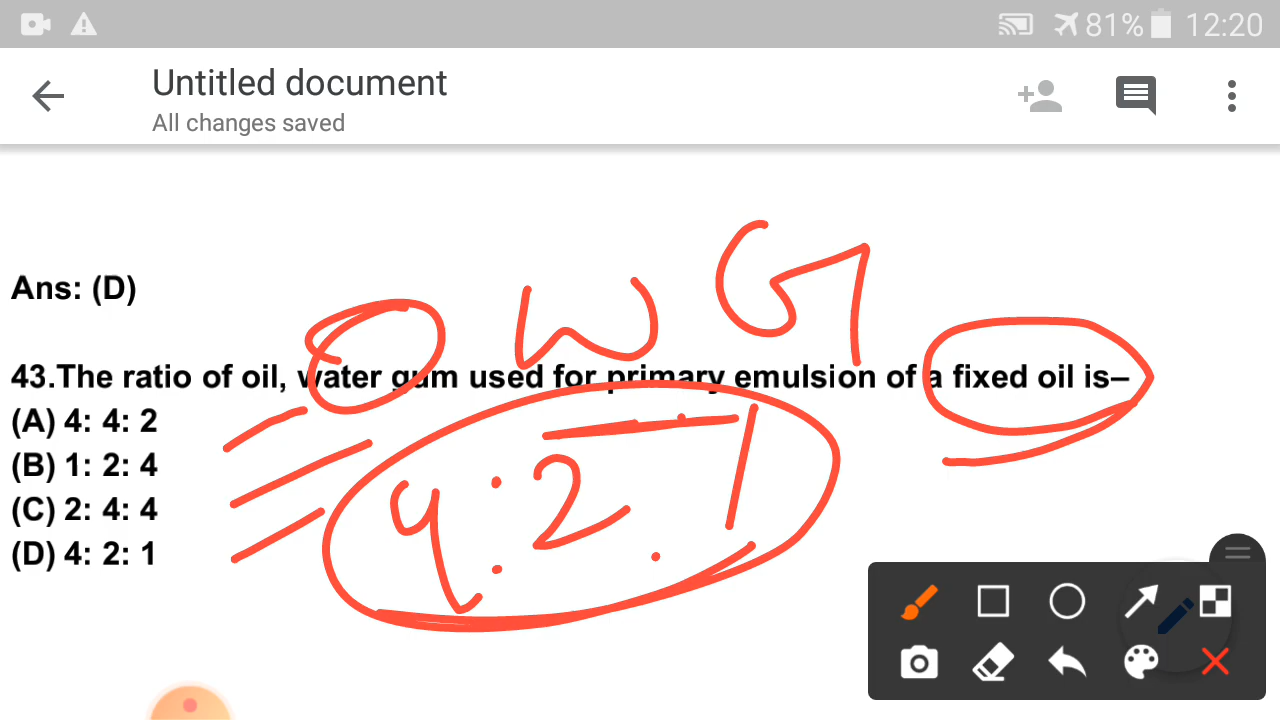 81% 12:20
Untitled document
All changes saved
Ans: (D)
O W G
43.The ratio of oil, water gum used for primary emulsion of a fixed oil is–
(A) 4: 4: 2
(B) 1: 2: 4
(C) 2: 4: 4
(D) 4: 2: 1
4 : 2 : 1